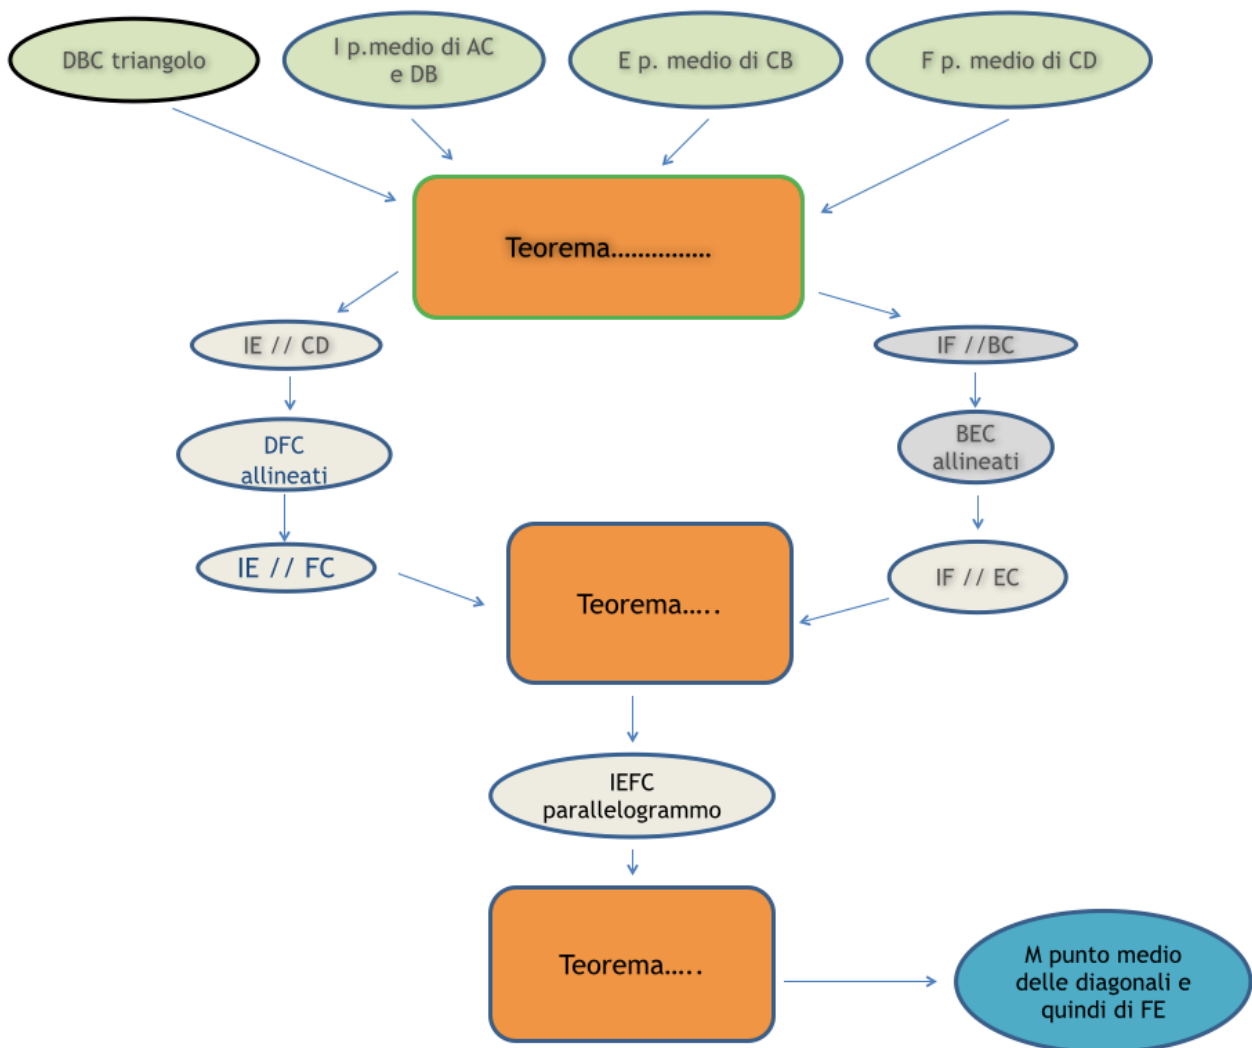 DBC triangolo
I p.medio di AC
e DB
E p. medio di CB
F p. medio di CD
Teorema……………
IE // CD
IF //BC
DFC
allineati
BEC
allineati
IE // FC
IF // EC
Teorema…..
IEFC
parallelogrammo
Teorema…..
M punto medio
delle diagonali e
quindi di FE